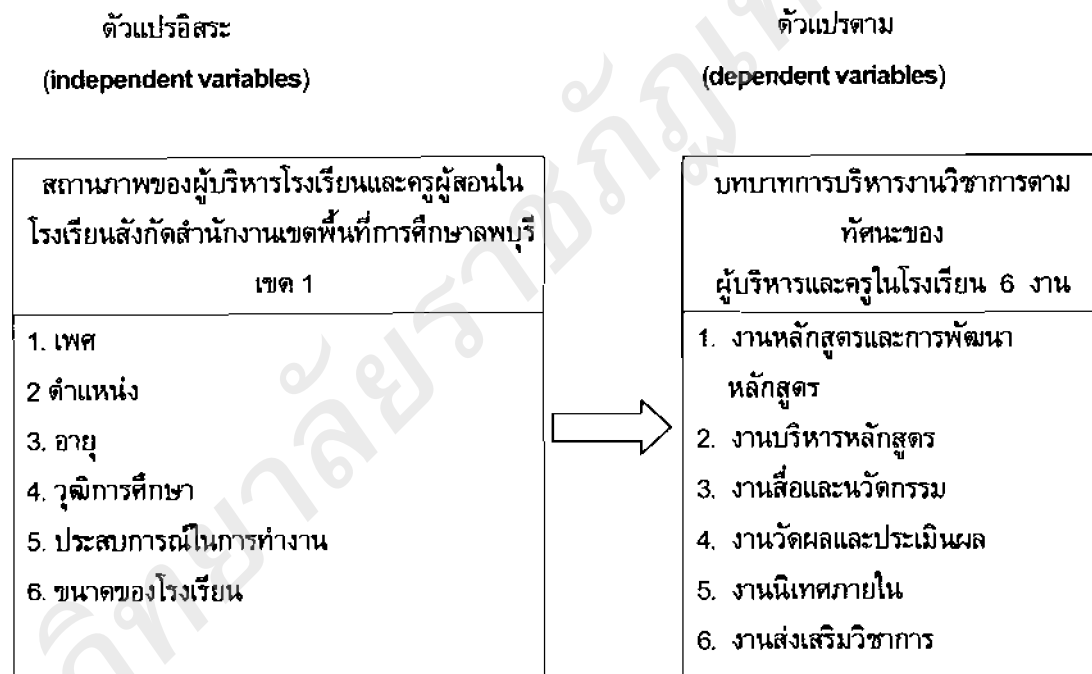 ตัวแปรอิสระ
(independent variables)
สถานภาพของผู้บริหารโรงเรียนและครูผู้สอนใน
โรงเรียนสังกัดสำนักงานเขตพื้นที่การศึกษาลพบุรี
เขต 1
1. เพศ
2 ตำแหน่ง
3. อายุ
4. วุฒิการศึกษา
5. ประสบการณ์ในการทำงาน
6. ขนาดของโรงเรียน
ตัวแปรตาม
(dependent variables)
บทบาทการบริหารงานวิชาการตาม
ทัศนะของ
ผู้บริหารและครูในโรงเรียน 6 งาน
1. งานหลักสูตรและการพัฒนา
หลักสูตร
2. งานบริหารหลักสูตร
3. งานสื่อและนวัตกรรม
4. งานวัดผลและประเมินผล
5. งานนิเทศภายใน
6. งานส่งเสริมวิชาการ